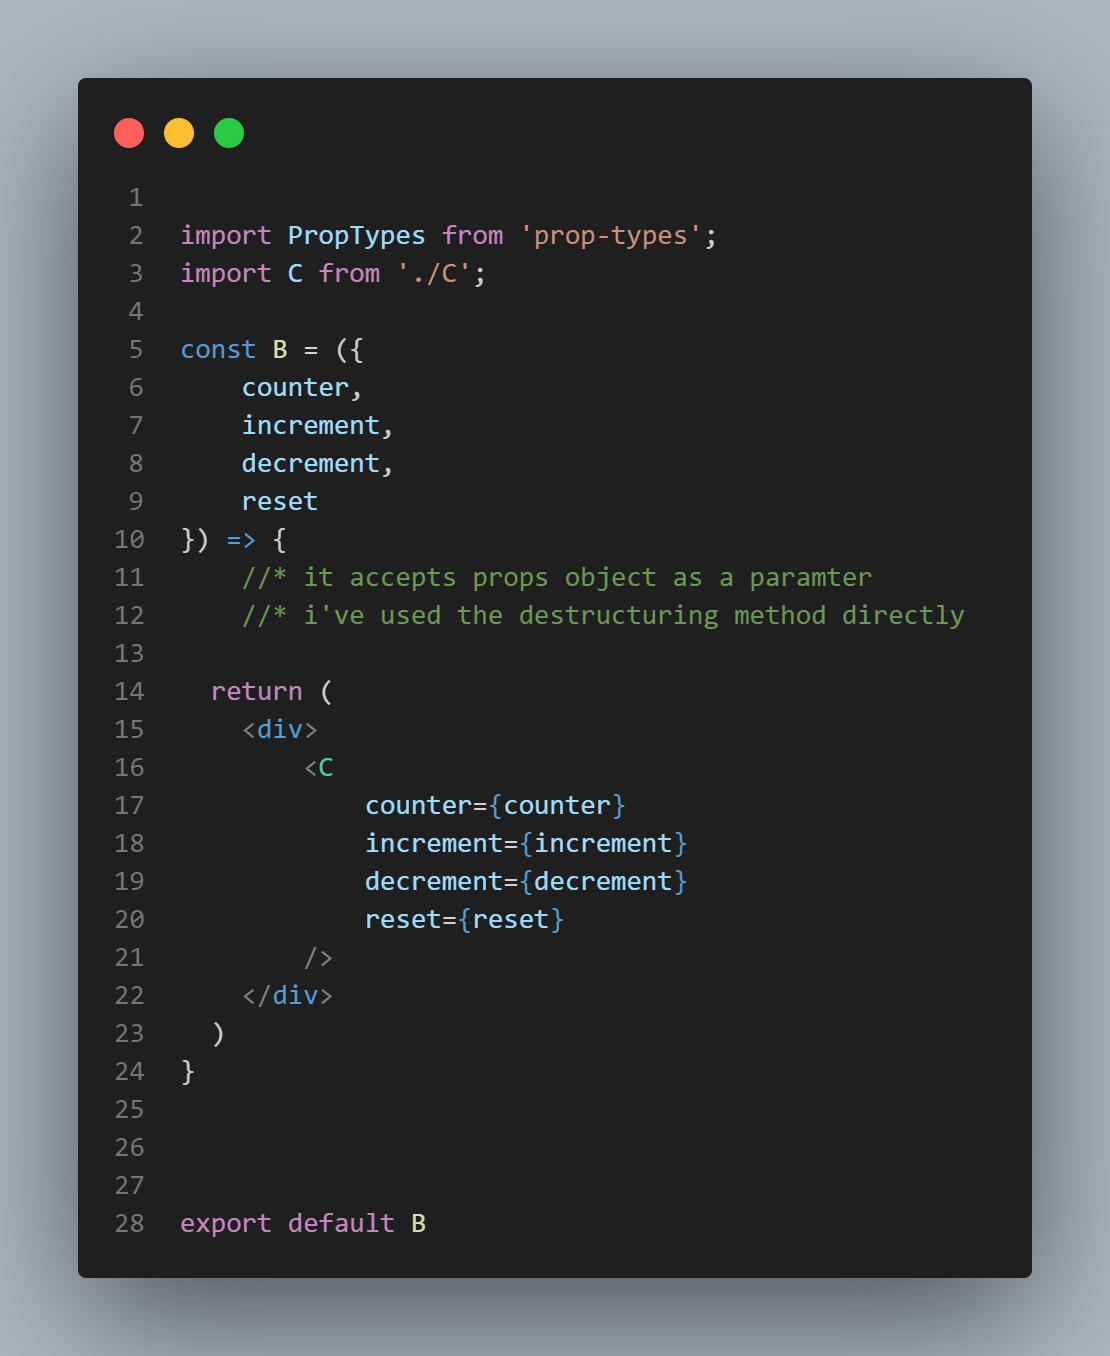 1
2 import PropTypes from 'prop-types';
3 import C from './C';
4
5 const B = ({
6     counter,
7     increment,
8     decrement,
9     reset
10 }) => {
11     //* it accepts props object as a paramter
12     //* i've used the destructuring method directly
13
14   return (
15     <div>
16         <C
17             counter={counter}
18             increment={increment}
19             decrement={decrement}
20             reset={reset}
21         />
22     </div>
23   )
24 }
25
26
27
28 export default B